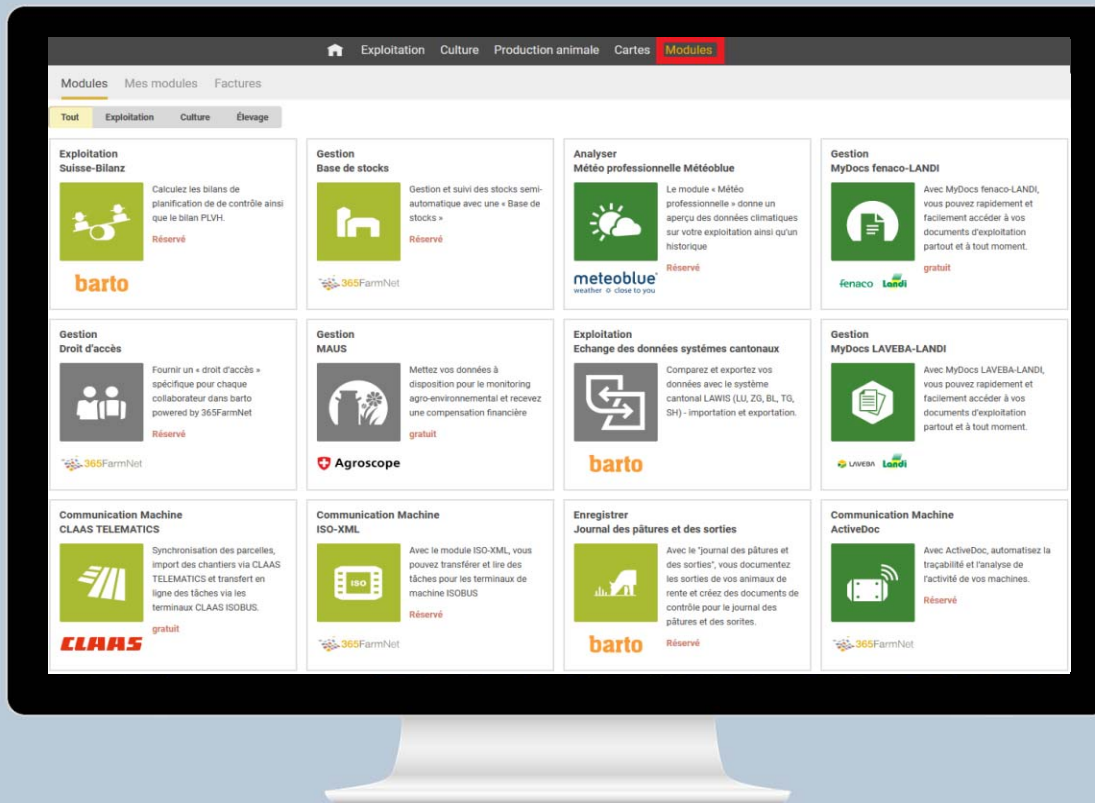 Exploitation Culture Production animale Cartes Modules
Modules Mes modules Factures
Tout Exploitation Culture Élevage
Exploitation
Suisse-Bilanz
Calculez les bilans de
planification de de contrôle ainsi
que le bilan PLVH.
Réservé
barto
Gestion
Base de stocks
Gestion et suivi des stocks semi-
automatique avec une « Base de
stocks »
Réservé
365FarmNet
Analyser
Météo professionnelle Météoblue
Le module « Météo
professionnelle » donne un
aperçu des données climatiques
sur votre exploitation ainsi qu'un
historique
Réservé
meteoblue
weather close to you
Gestion
MyDocs fenaco-LANDI
Avec MyDocs fenaco-LANDI,
vous pouvez rapidement et
facilement accéder à vos
documents d'exploitation
partout et à tout moment.
gratuit
fenaco Landi
Gestion
Droit d'accès
Fournir un « droit d'accès »
spécifique pour chaque
collaborateur dans barto
powered by 365FarmNet
Réservé
365FarmNet
Gestion
MAUS
Mettez vos données à
disposition pour le monitoring
agro-environnemental et recevez
une compensation financière
gratuit
Agroscope
Exploitation
Echange des données systémes cantonaux
Comparez et exportez vos
données avec le système
cantonal LAWIS (LU, ZG, BL, TG,
SH) - importation et exportation.
barto
Gestion
MyDocs LAVEBA-LANDI
Avec MyDocs LAVEBA-LANDI,
vous pouvez rapidement et
facilement accéder à vos
documents d'exploitation
partout et à tout moment.
LAVEBA Landi
Communication Machine
CLAAS TELEMATICS
Synchronisation des parcelles,
import des chantiers via CLAAS
TELEMATICS et transfert en
ligne des tâches via les
terminaux CLAAS ISOBUS.
gratuit
CLAAS
Communication Machine
ISO-XML
ISO
Avec le module ISO-XML, vous
pouvez transférer et lire des
tâches pour les terminaux de
machine ISOBUS
Réservé
365FarmNet
Enregistrer
Journal des pâtures et des sorties
Avec le "journal des pâtures et
des sorties", vous documentez
les sorties de vos animaux de
rente et créez des documents de
contrôle pour le journal des
pâtures et des sorites.
Réservé
barto
Communication Machine
ActiveDoc
Avec ActiveDoc, automatisez la
traçabilité et l'analyse de
l'activité de vos machines.
Réservé
365FarmNet